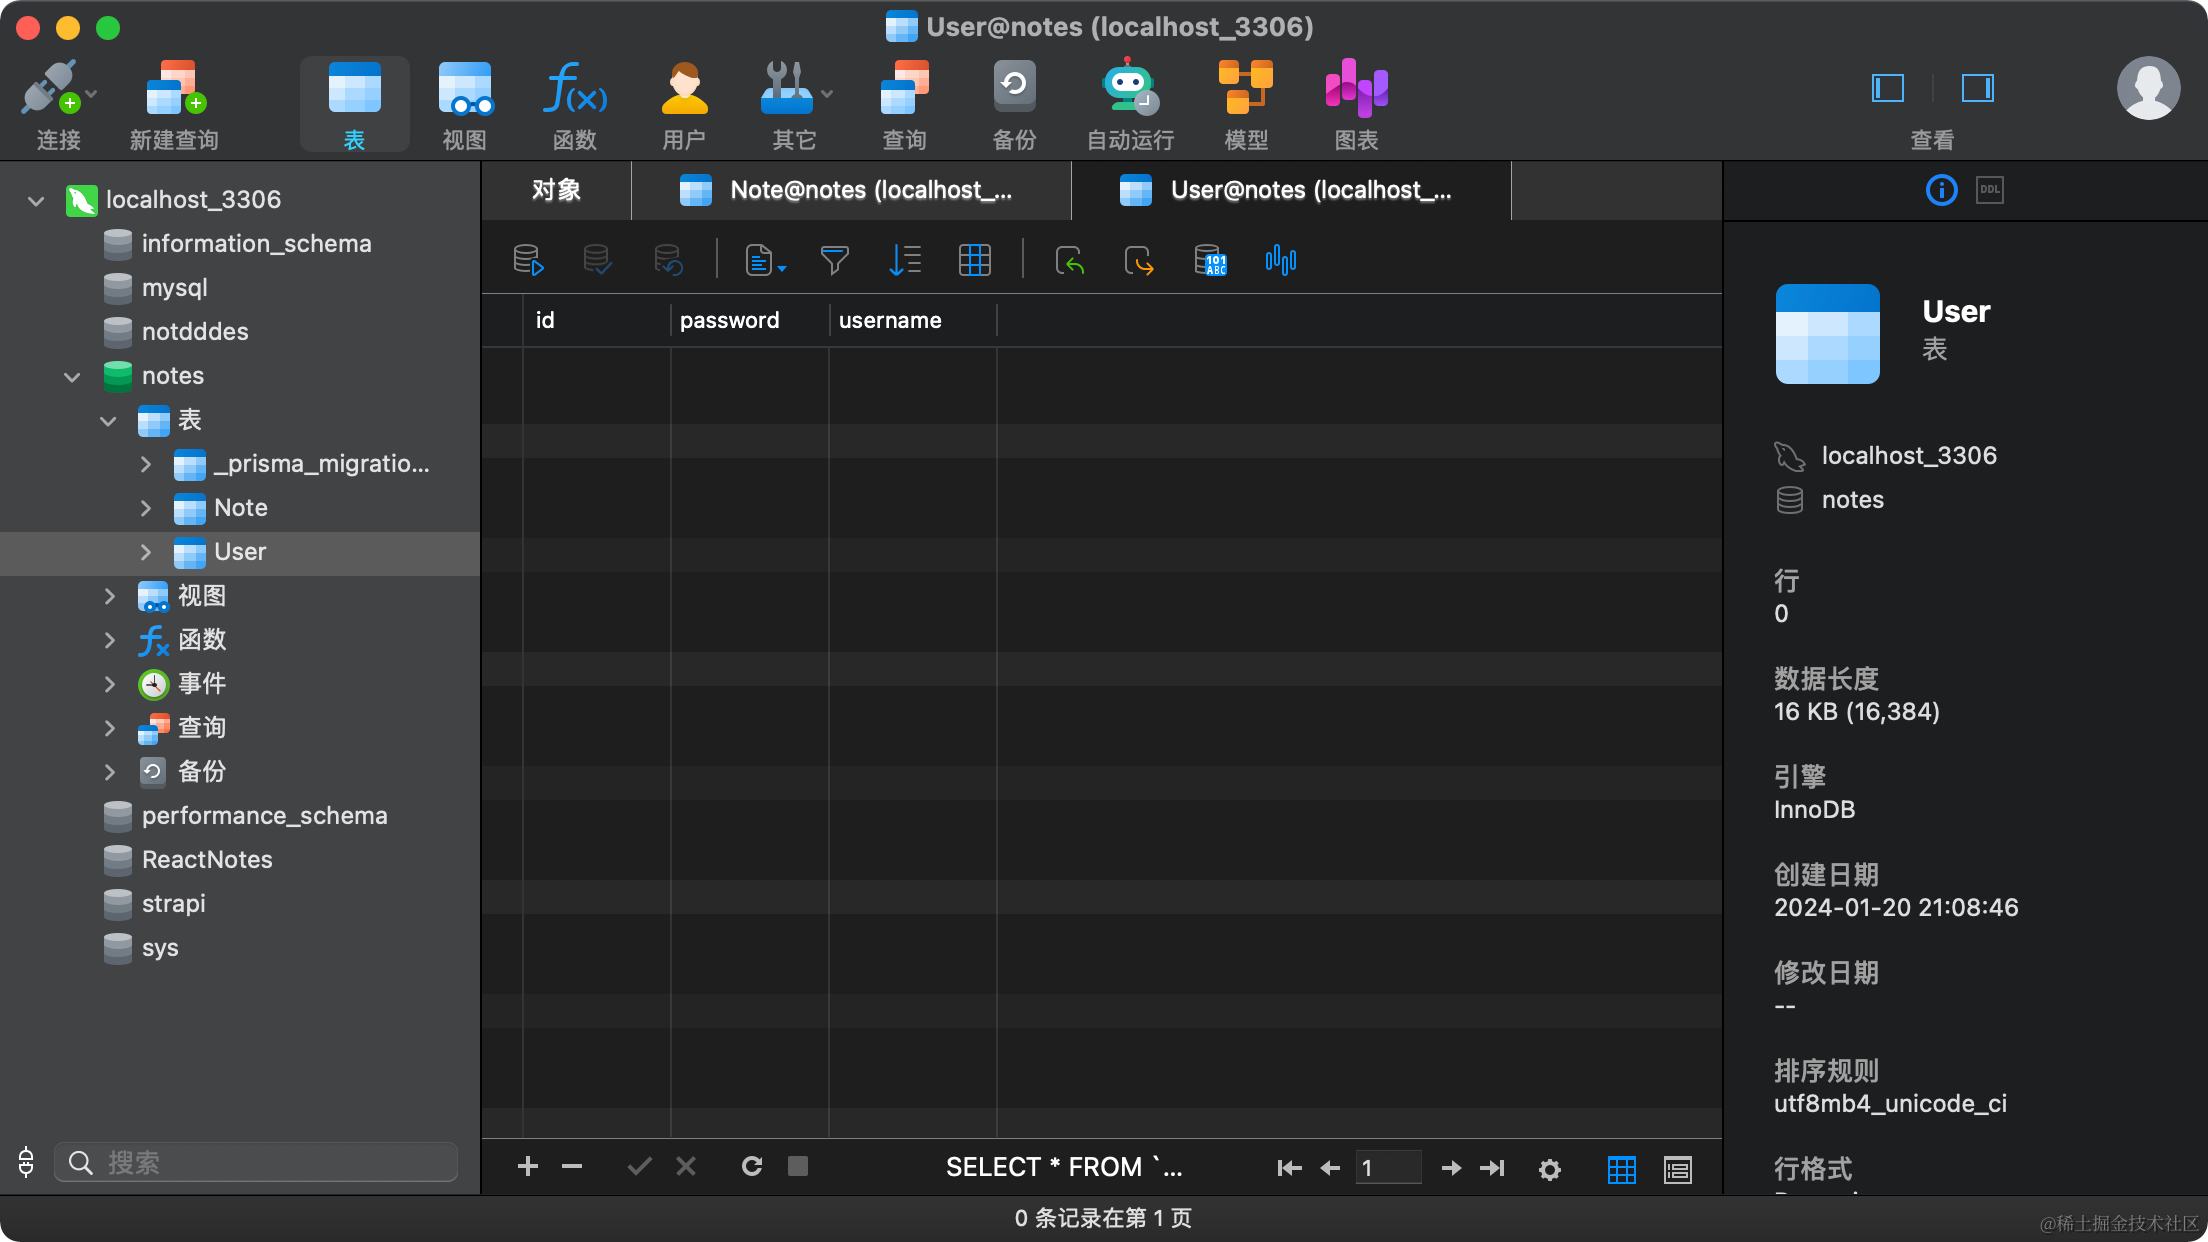 User@notes (localhost_3306)
连接
新建查询
表
视图
函数
用户
其它
查询
备份
自动运行
模型
图表
查看
localhost_3306
information_schema
mysql
notdddes
notes
表
_prisma_migratio...
Note
User
视图
函数
事件
查询
备份
performance_schema
ReactNotes
strapi
sys
搜索
对象
Note@notes (localhost_...
User@notes (localhost_...
101
ABC
id password username
SELECT * FROM `...
1
0 条记录在第 1 页
DDL
User
表
localhost_3306
notes
行
0
数据长度
16 KB (16,384)
引擎
InnoDB
创建日期
2024-01-20 21:08:46
修改日期
--
排序规则
utf8mb4_unicode_ci
行格式
@稀土掘金技术社区